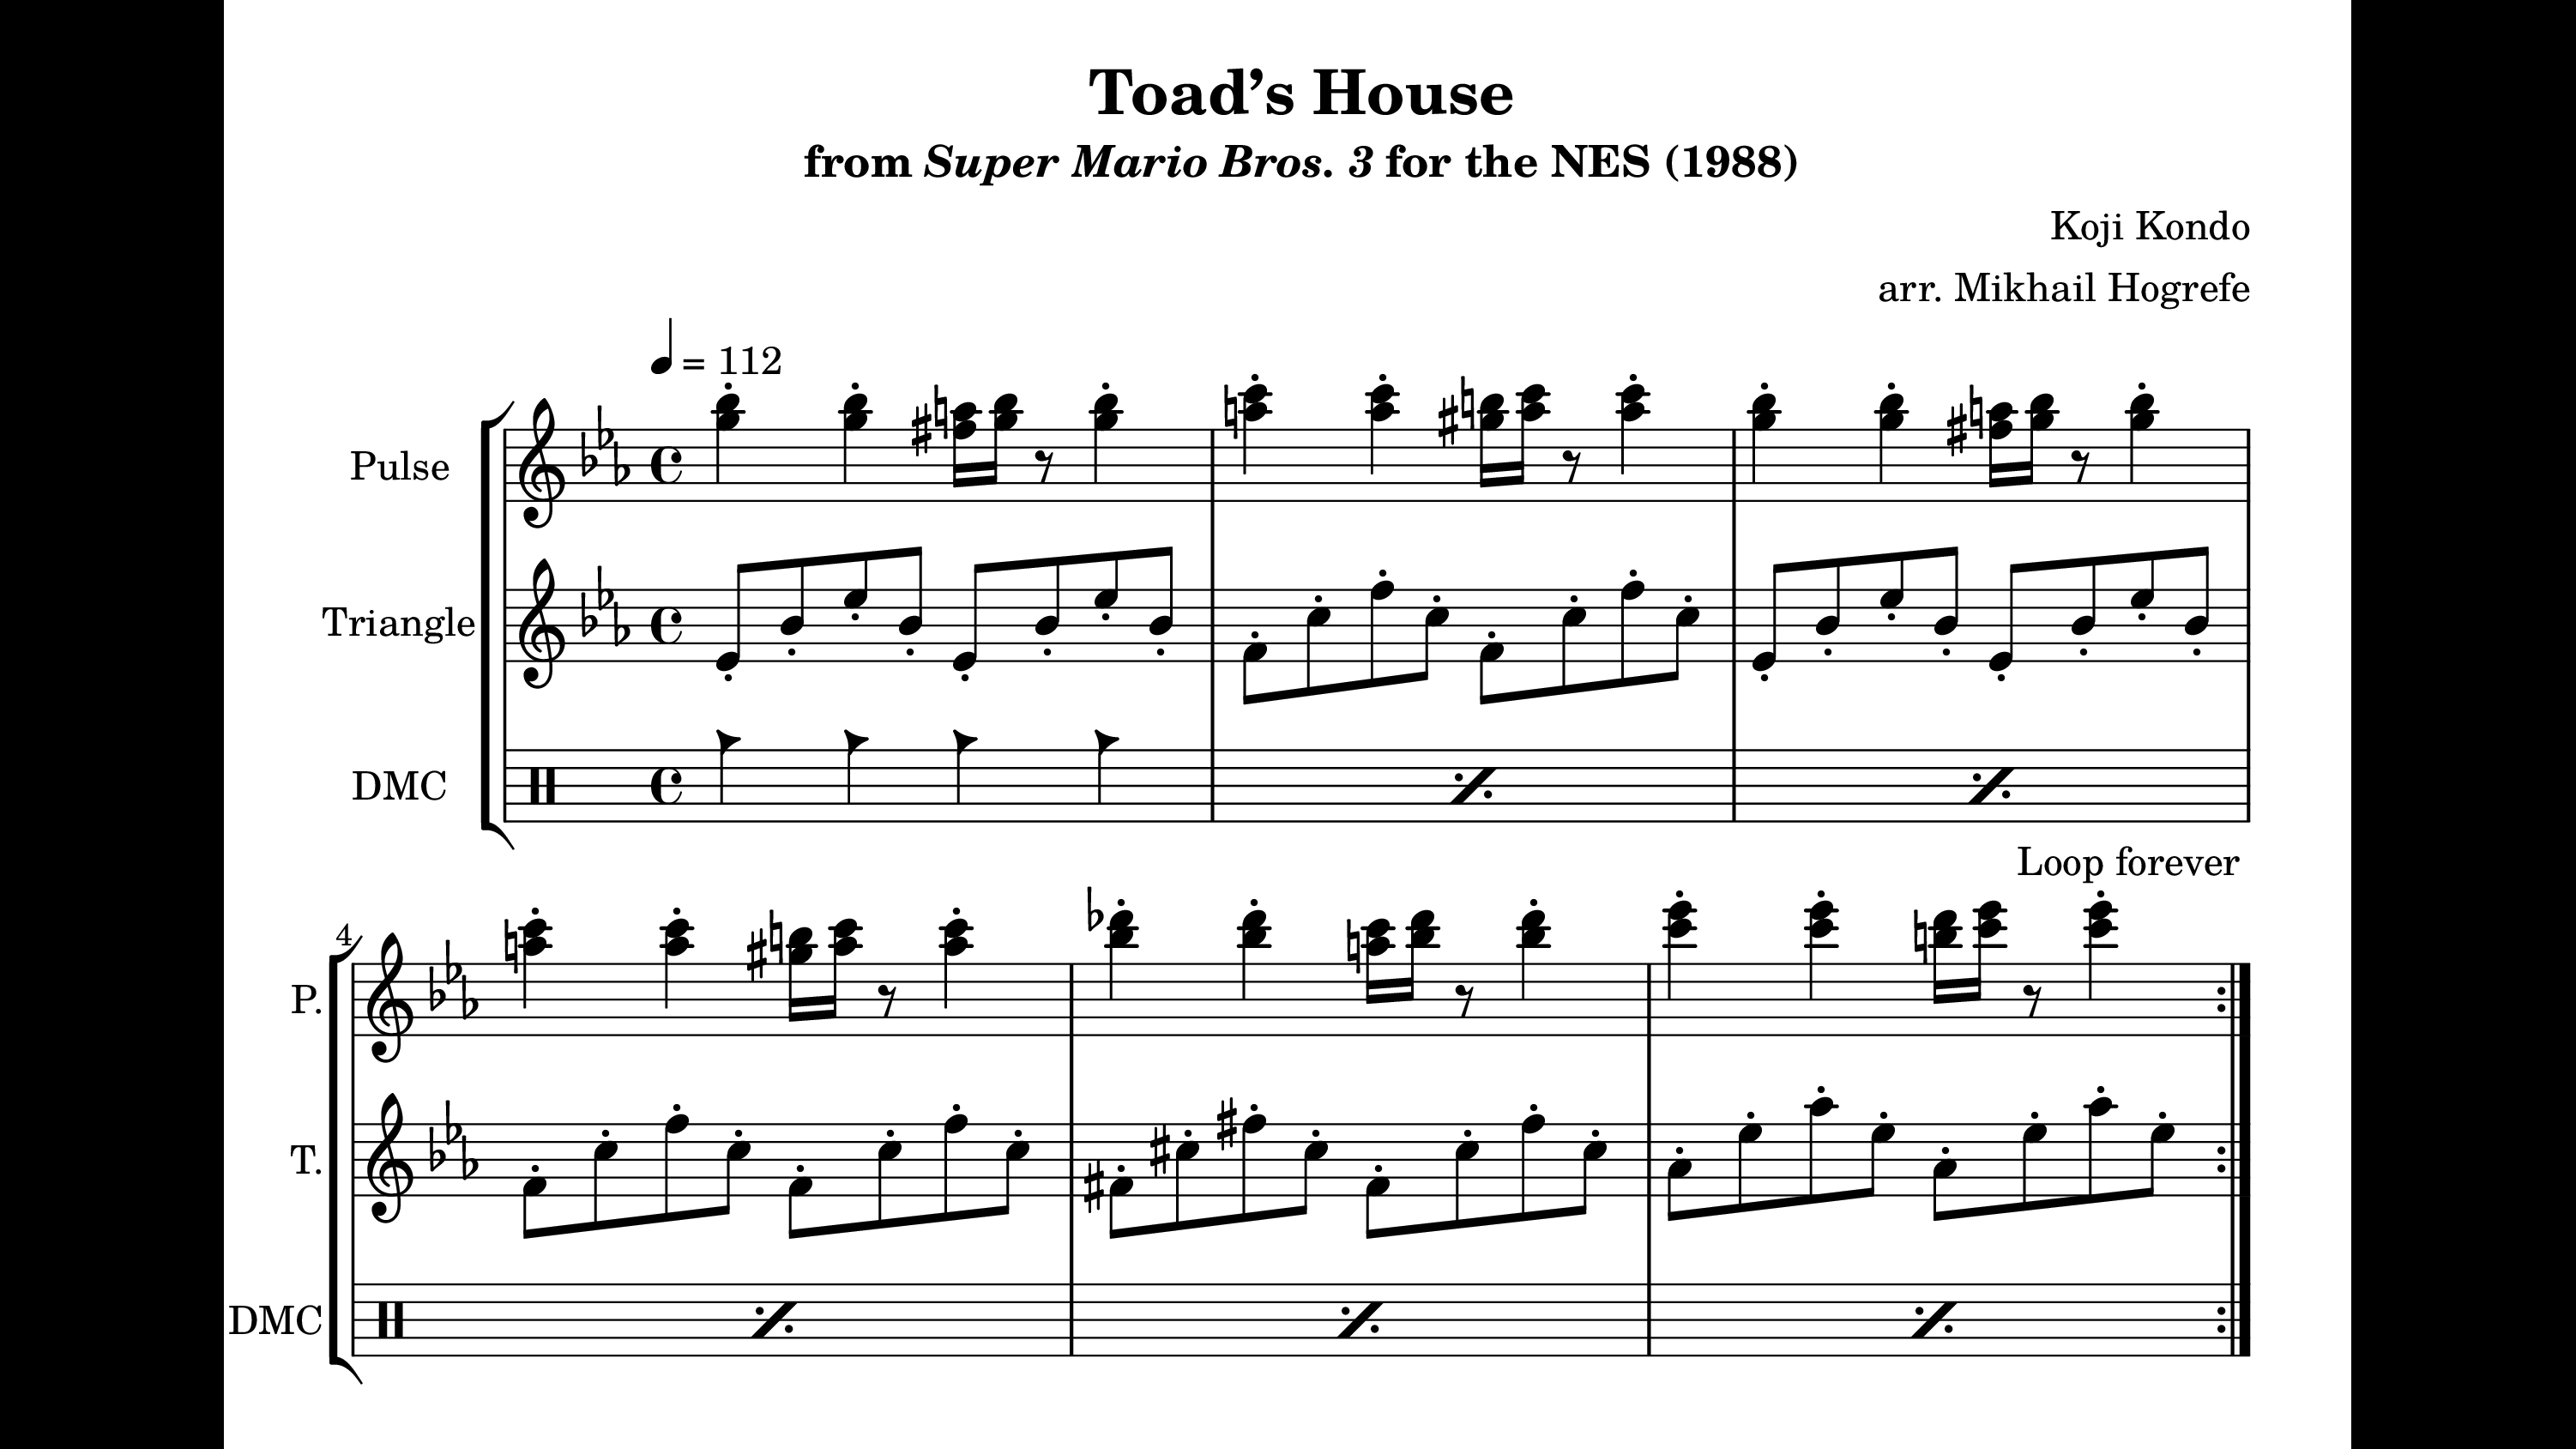 Toad’s House
from Super Mario Bros. 3 for the NES (1988)
Koji Kondo
arr. Mikhail Hogrefe
= 112
Pulse
Triangle
DMC
Loop forever
4
P.
T.
DMC